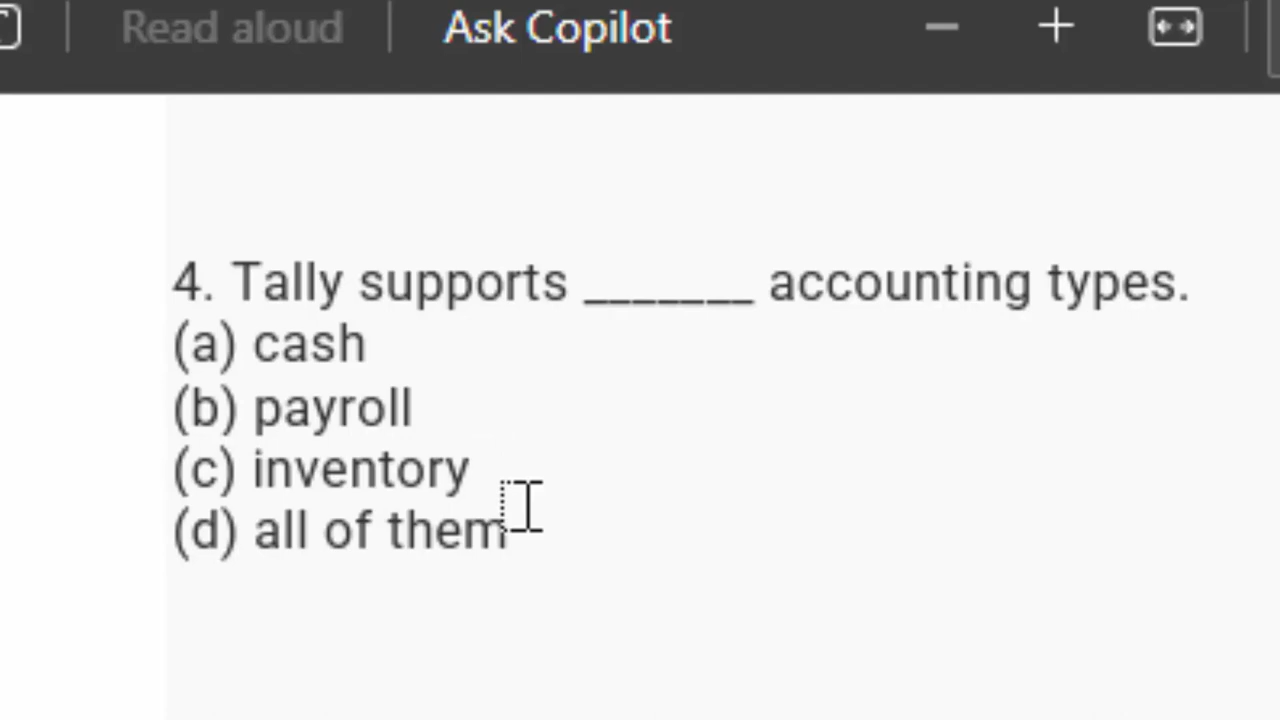 Read aloud Ask Copilot
4. Tally supports _______ accounting types.
(a) cash
(b) payroll
(c) inventory
(d) all of them